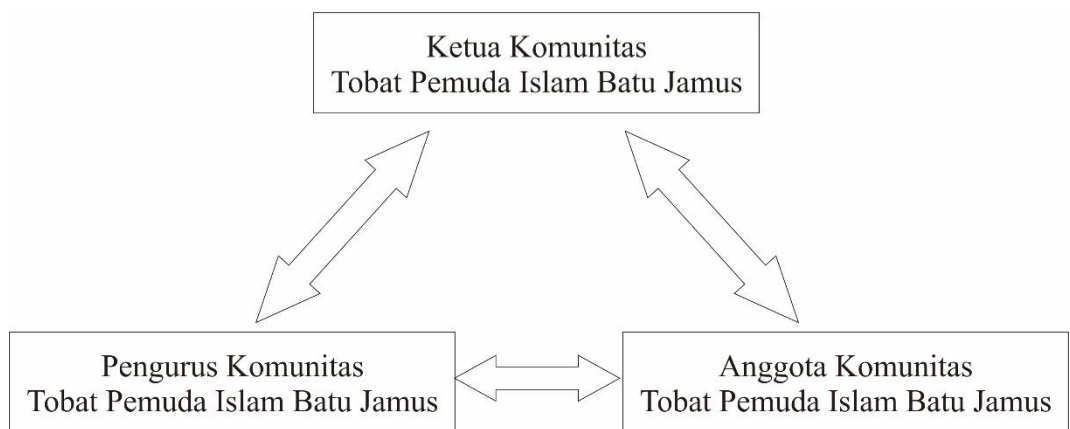 Ketua Komunitas
Tobat Pemuda Islam Batu Jamus
Pengurus Komunitas
Tobat Pemuda Islam Batu Jamus
Anggota Komunitas
Tobat Pemuda Islam Batu Jamus